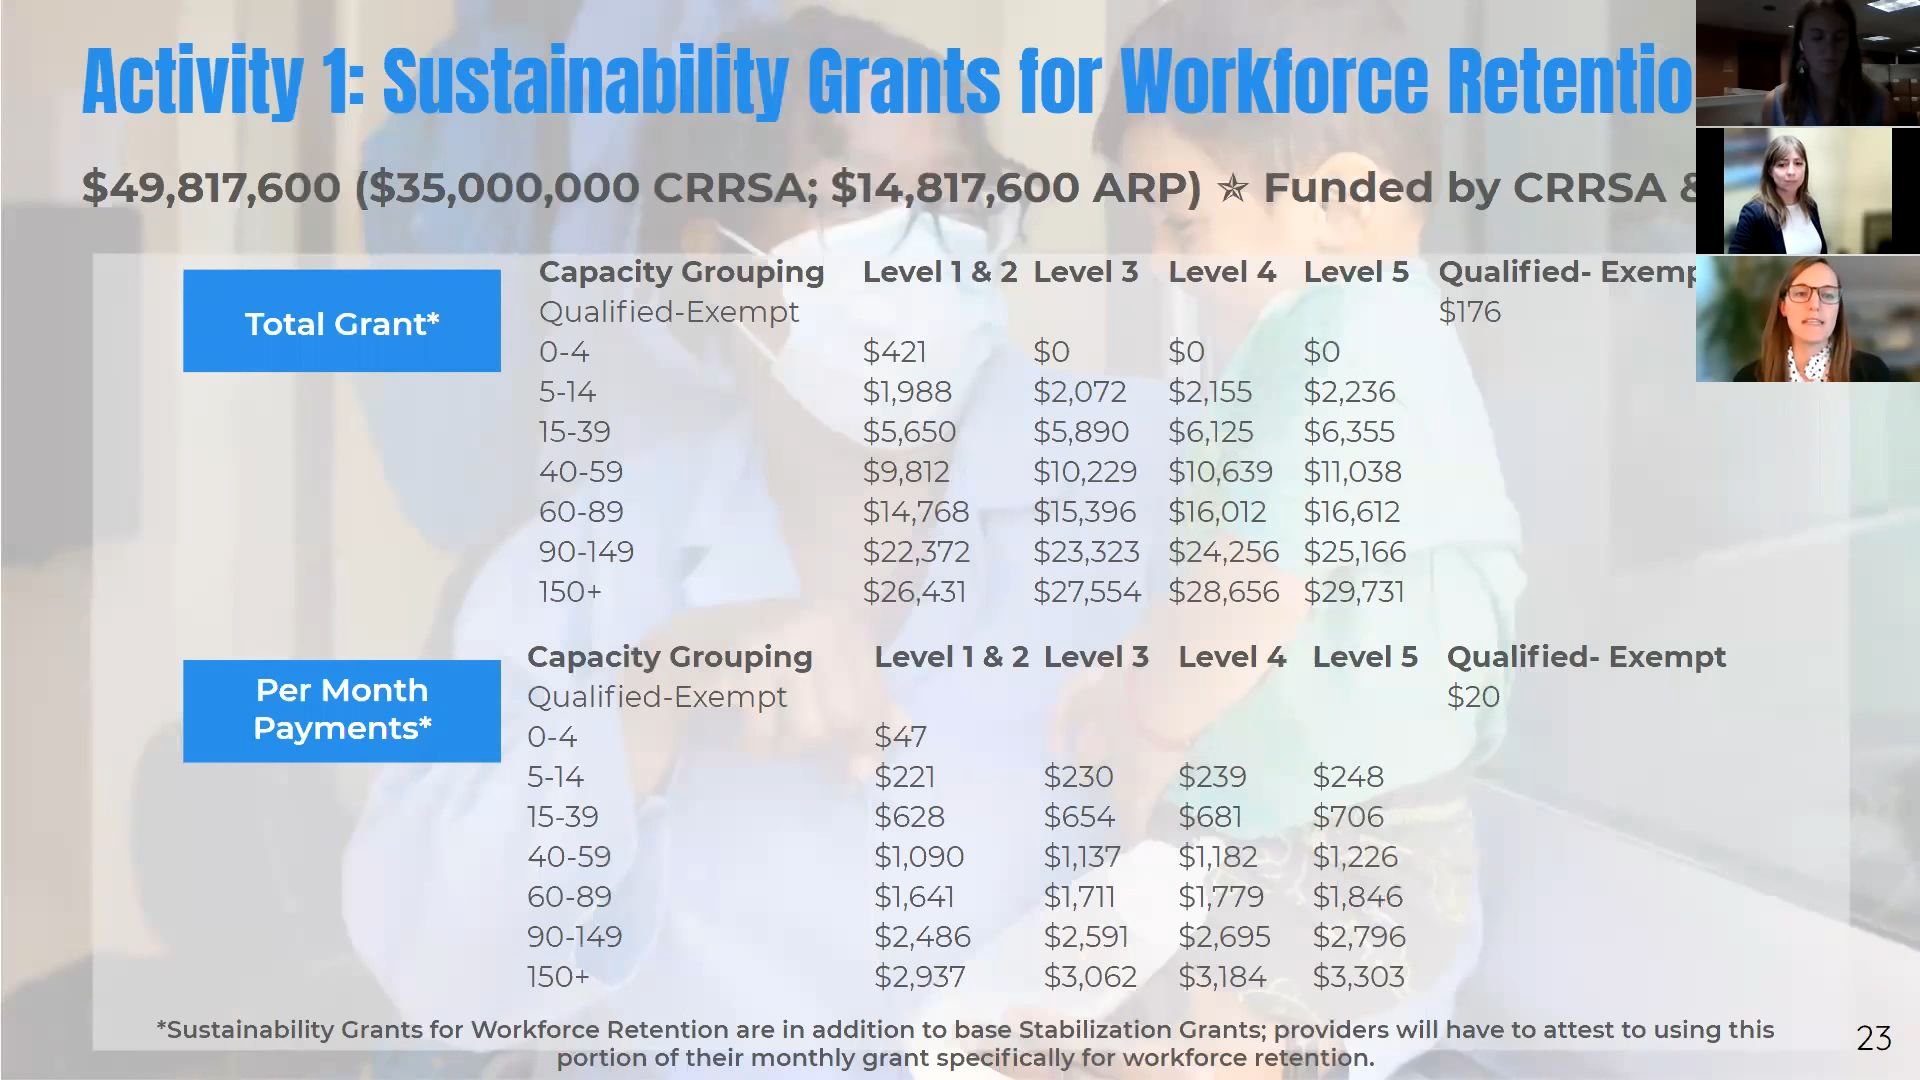 Activity 1: Sustainability Grants for Workforce Retentio
$49,817,600 ($35,000,000 CRRSA; $14,817,600 ARP) ✯ Funded by CRRSA &
Total Grant*
Capacity Grouping Level 1 & 2 Level 3 Level 4 Level 5 Qualified- Exemp
Qualified-Exempt $176
0-4 $421 $0 $0 $0
5-14 $1,988 $2,072 $2,155 $2,236
15-39 $5,650 $5,890 $6,125 $6,355
40-59 $9,812 $10,229 $10,639 $11,038
60-89 $14,768 $15,396 $16,012 $16,612
90-149 $22,372 $23,323 $24,256 $25,166
150+ $26,431 $27,554 $28,656 $29,731
Per Month
Payments*
Capacity Grouping Level 1 & 2 Level 3 Level 4 Level 5 Qualified- Exempt
Qualified-Exempt $20
0-4 $47
5-14 $221 $230 $239 $248
15-39 $628 $654 $681 $706
40-59 $1,090 $1,137 $1,182 $1,226
60-89 $1,641 $1,711 $1,779 $1,846
90-149 $2,486 $2,591 $2,695 $2,796
150+ $2,937 $3,062 $3,184 $3,303
*Sustainability Grants for Workforce Retention are in addition to base Stabilization Grants; providers will have to attest to using this
portion of their monthly grant specifically for workforce retention.
23